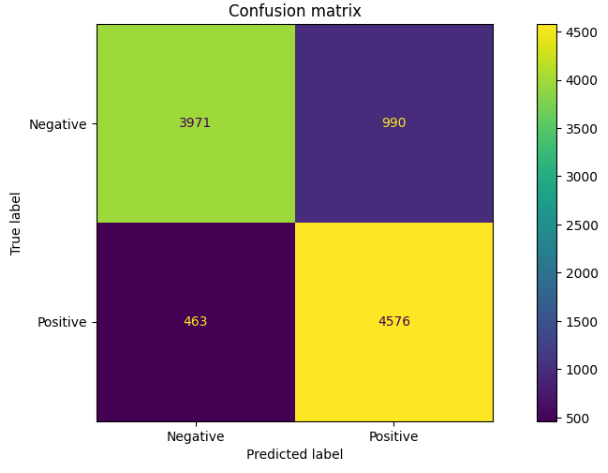 Confusion matrix
True label
Negative
3971
990
Positive
463
4576
Negative
Positive
Predicted label
4500
4000
3500
3000
2500
2000
1500
1000
500